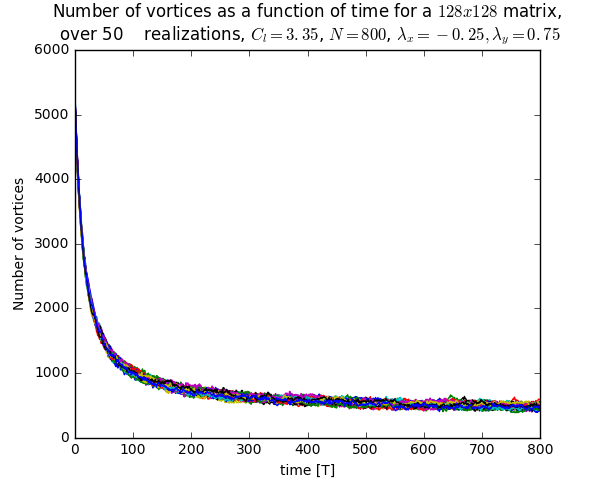 Number of vortices as a function of time for a 128x128 matrix,
over 50 realizations, C_l = 3.35, N = 800, λ_x = −0.25, λ_y = 0.75
6000
5000
4000
3000
2000
1000
0
Number of vortices
0 100 200 300 400 500 600 700 800
time [T]